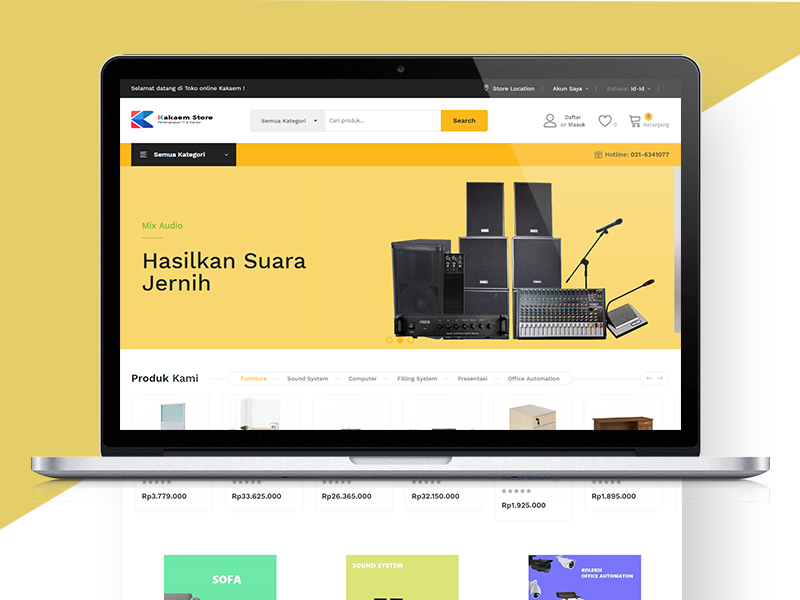 Selamat datang di Toko online Kakaem !
Store Location
Akun Saya
Bahasa: Id-Id
Kakaem Store
Perlengkapan IT & Kantor
Semua Kategori
Cari produk...
Search
Daftar
or Masuk
0
0
Keranjang
Semua Kategori
Hotline: 021-6341077
Mix Audio
Hasilkan Suara
Jernih
Produk Kami
Furniture
Sound System
Computer
Filling System
Presentasi
Office Automation
Rp3.779.000
Rp33.625.000
Rp26.365.000
Rp32.150.000
Rp1.925.000
Rp1.895.000
SOFA
SOUND SYSTEM
KOLEKSI
OFFICE AUTOMATON